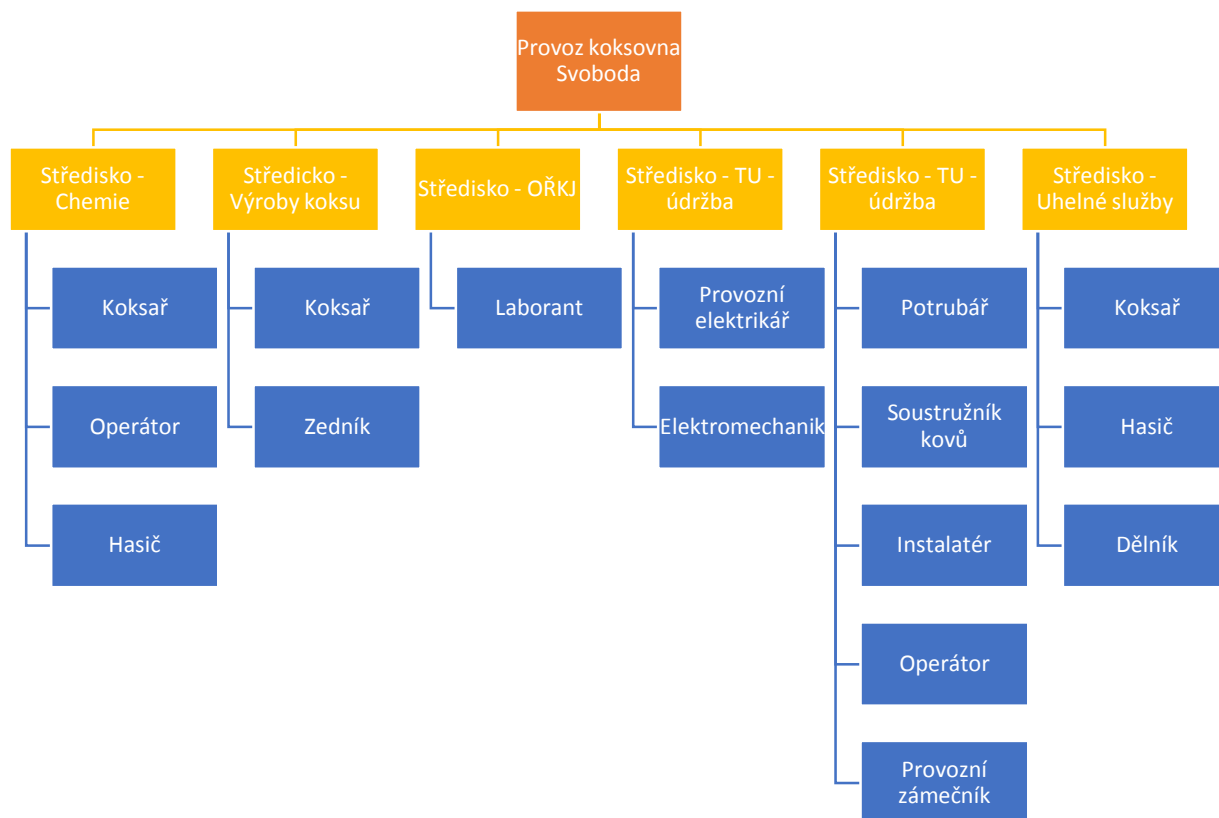 Provoz koksovna
Svoboda
Středisko -
Chemie
Středicko -
Výroby koksu
Středisko - OŘKJ
Středisko - TU -
údržba
Středisko - TU -
údržba
Středisko -
Uhelné služby
Koksař
Koksař
Laborant
Provozní
elektrikář
Potrubář
Koksař
Operátor
Zedník
Elektromechanik
Soustružník
kovů
Hasič
Hasič
Instalatér
Dělník
Operátor
Provozní
zámečník